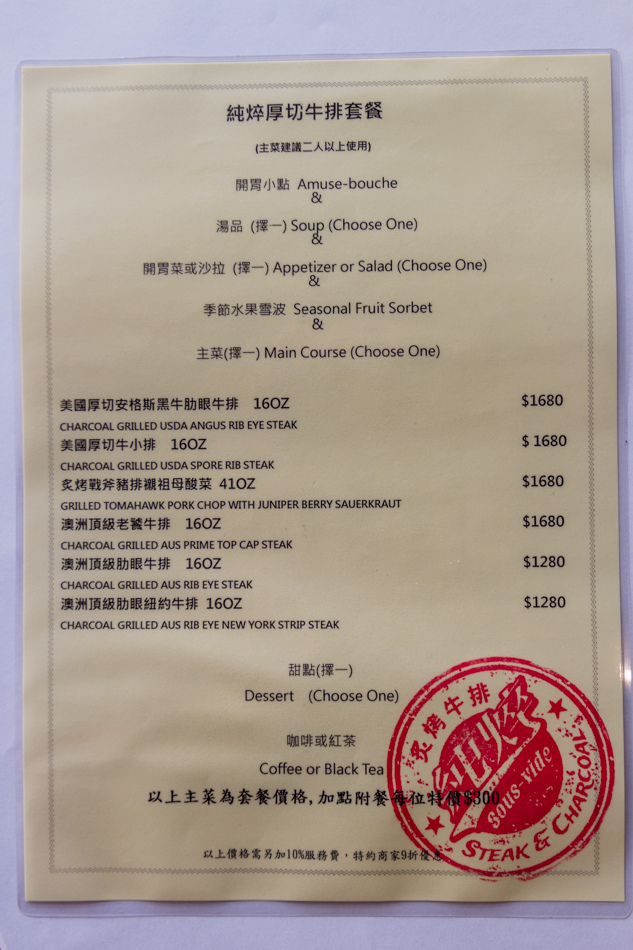 純焠厚切牛排套餐
(主菜建議二人以上使用)
開胃小點 Amuse-bouche
&
湯品 (擇一) Soup (Choose One)
&
開胃菜或沙拉 (擇一) Appetizer or Salad (Choose One)
&
季節水果雪波 Seasonal Fruit Sorbet
&
主菜(擇一) Main Course (Choose One)
美國厚切安格斯黑牛肋眼牛排 16OZ $1680
CHARCOAL GRILLED USDA ANGUS RIB EYE STEAK
美國厚切牛小排 16OZ $ 1680
CHARCOAL GRILLED USDA SPORE RIB STEAK
炙烤戰斧豬排襯祖母酸菜 41OZ $1680
GRILLED TOMAHAWK PORK CHOP WITH JUNIPER BERRY SAUERKRAUT
澳洲頂級老饕牛排 16OZ $1680
CHARCOAL GRILLED AUS PRIME TOP CAP STEAK
澳洲頂級肋眼牛排 16OZ $1280
CHARCOAL GRILLED AUS RIB EYE STEAK
澳洲頂級肋眼紐約牛排 16OZ $1280
CHARCOAL GRILLED AUS RIB EYE NEW YORK STRIP STEAK
甜點(擇一)
Dessert (Choose One)
咖啡或紅茶
Coffee or Black Tea
以上主菜為套餐價格,加點附餐每位特價$300
以上價格需另加10%服務費，特約商家9折優惠
炙烤牛排
純焠
Sous-vide
STEAK & CHARCOAL